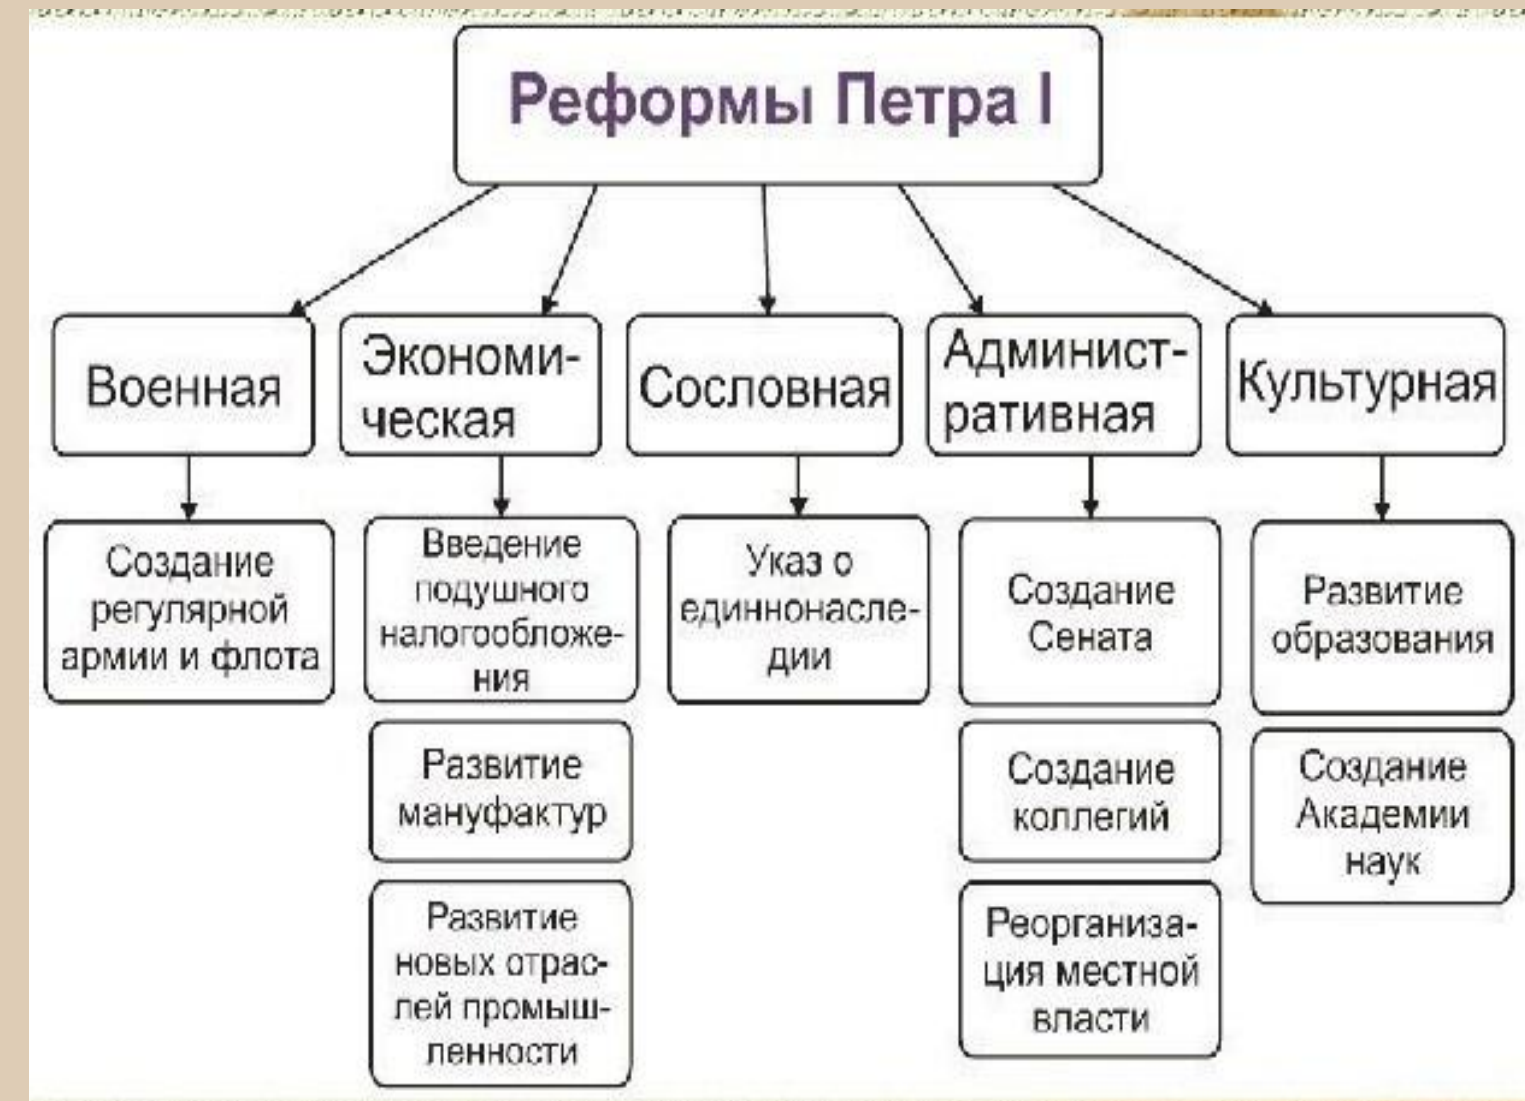 Реформы Петра I
Военная
Экономи-
ческая
Сословная
Админист-
ративная
Культурная
Создание
регулярной
армии и флота
Введение
подушного
налогообложе-
ния
Развитие
мануфактур
Развитие
новых отрас-
лей промыш-
ленности
Указ о
единнонасле-
дии
Создание
Сената
Создание
коллегий
Реорганиза-
ция местной
власти
Развитие
образования
Создание
Академии
наук